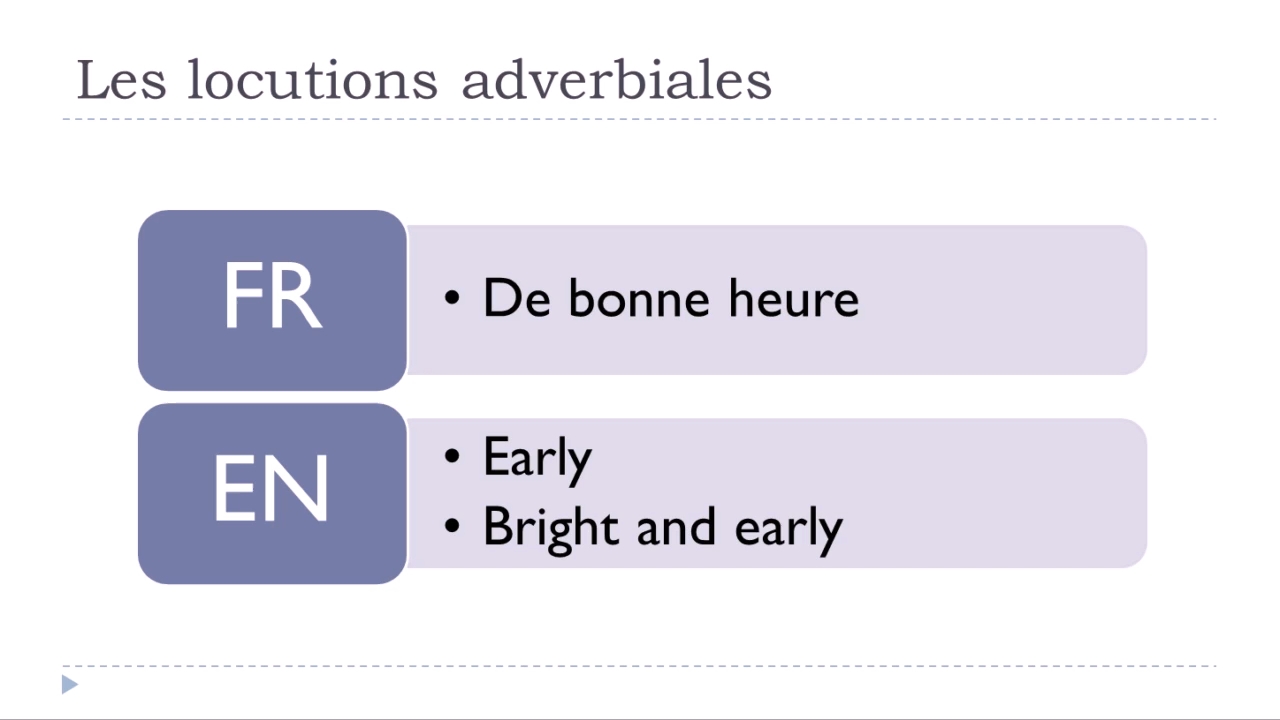 Les locutions adverbiales
FR
• De bonne heure
EN
• Early
• Bright and early